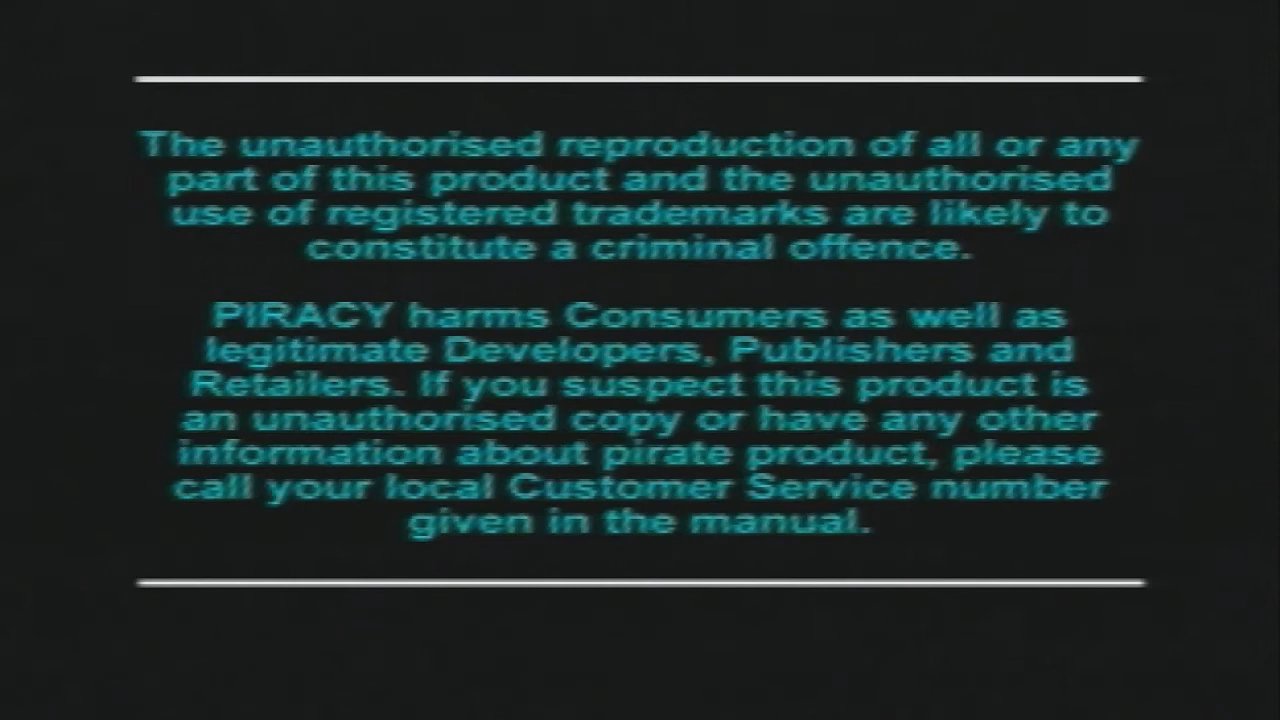 The unauthorised reproduction of all or any
part of this product and the unauthorised
use of registered trademarks are likely to
constitute a criminal offence.
PIRACY harms Consumers as well as
legitimate Developers, Publishers and
Retailers. If you suspect this product is
an unauthorised copy or have any other
information about pirate product, please
call your local Customer Service number
given in the manual.